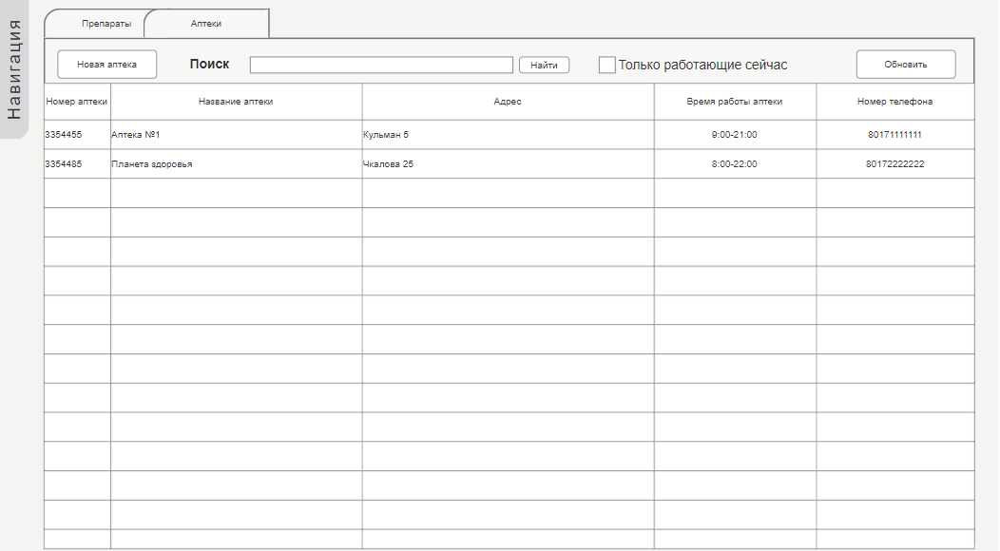 Навигация
Препараты Аптеки
Новая аптека Поиск Найти Только работающие сейчас Обновить
Номер аптеки Название аптеки Адрес Время работы аптеки Номер телефона
3354455 Аптека №1 Кульман 5 9:00-21:00 80171111111
3354485 Планета здоровья Чкалова 25 8:00-22:00 80172222222